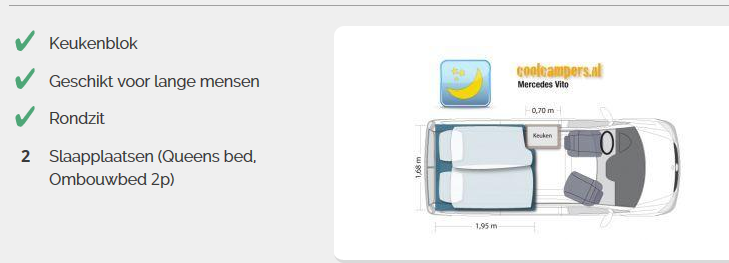 Keukenblok
Geschikt voor lange mensen
Rondzit
2 Slaapplaatsen (Queens bed,
Ombouwbed 2p)
coolcampers.nl
Mercedes Vito
0,70 m
Keuken
1,68 m
1,95 m